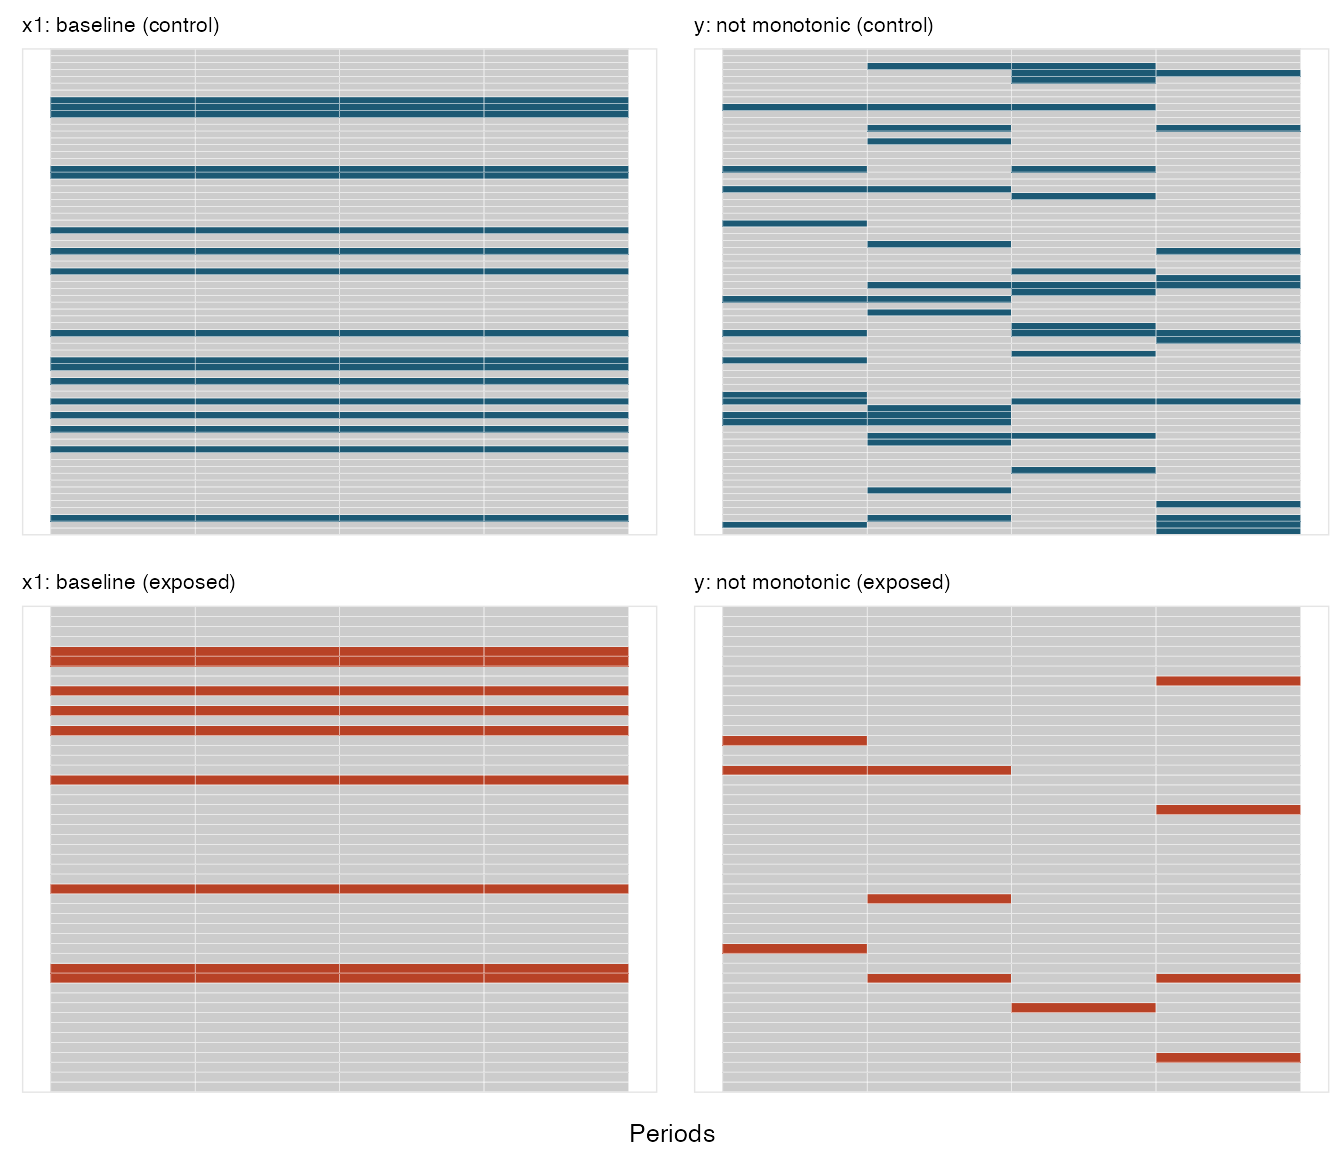 x1: baseline (control)
y: not monotonic (control)
x1: baseline (exposed)
y: not monotonic (exposed)
Periods